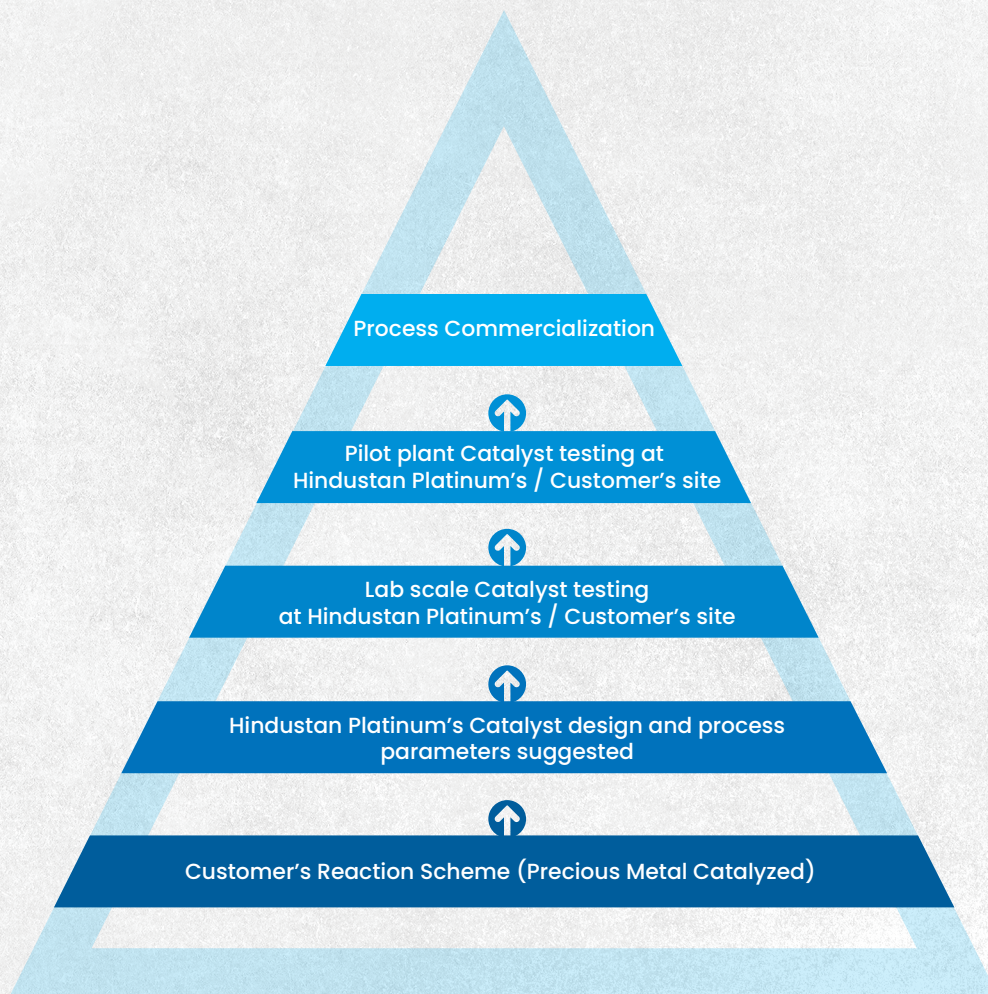 Process Commercialization
Pilot plant Catalyst testing at
Hindustan Platinum’s / Customer’s site
Lab scale Catalyst testing
at Hindustan Platinum’s / Customer’s site
Hindustan Platinum’s Catalyst design and process
parameters suggested
Customer’s Reaction Scheme (Precious Metal Catalyzed)